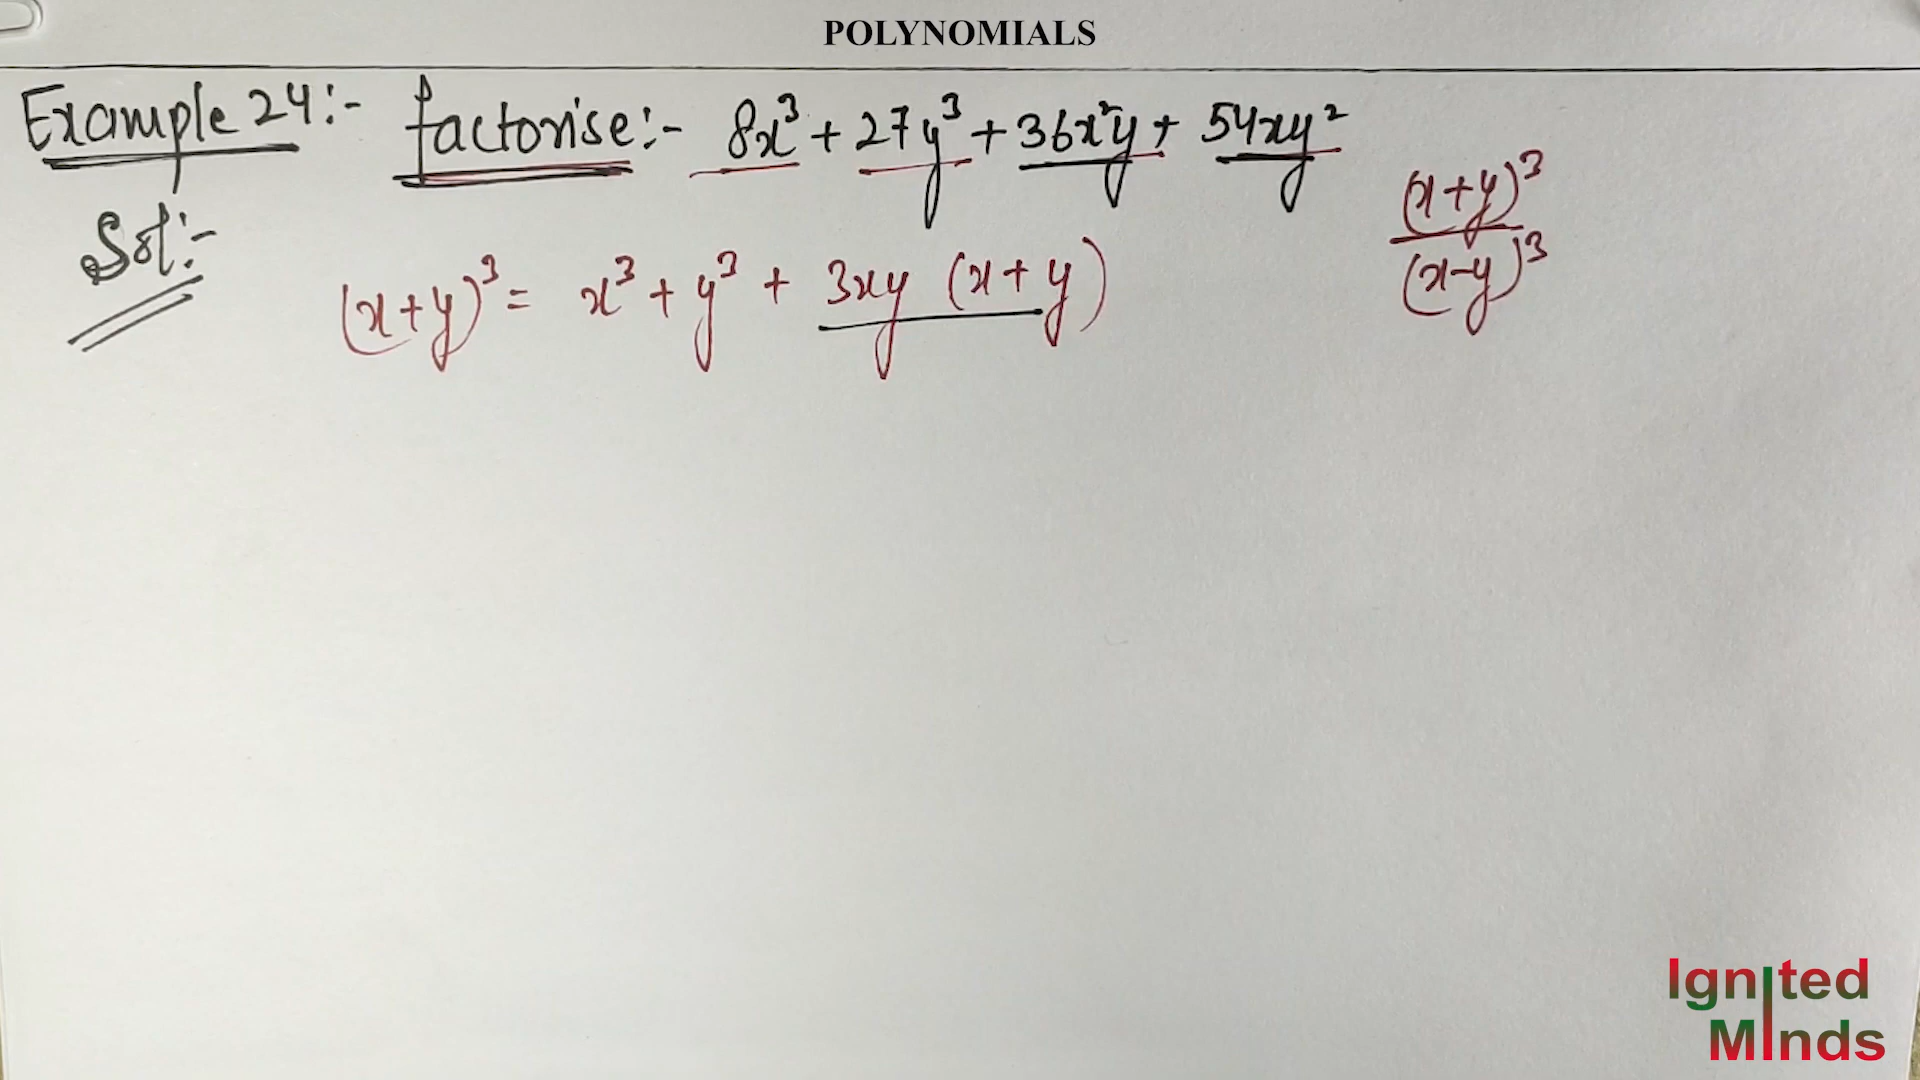 POLYNOMIALS
Example 24:- factorise:- 8x³ + 27y³ + 36x²y + 54xy²
Sol:-
(x+y)³ = x³ + y³ + 3xy (x+y)
(x+y)³
(x-y)³
Ignited
Minds